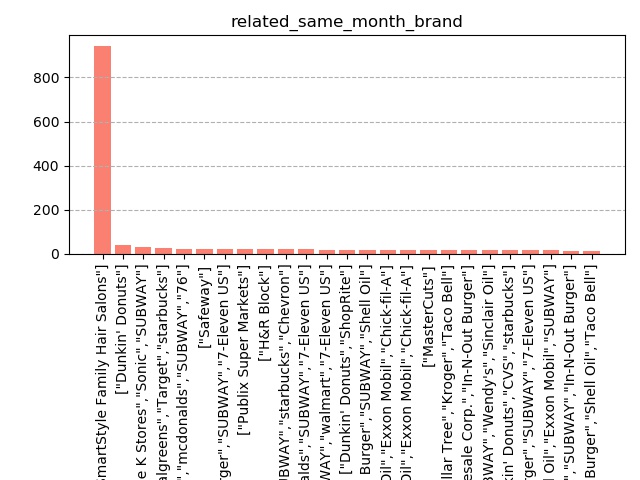 related_same_month_brand
800
600
400
200
0
SmartStyle Family Hair Salons"]
["Dunkin' Donuts"]
e K Stores","Sonic","SUBWAY"]
algreens","Target","starbucks"]
","mcdonalds","SUBWAY","76"]
["Safeway"]
rger","SUBWAY","7-Eleven US"]
["Publix Super Markets"]
["H&R Block"]
UBWAY","starbucks","Chevron"]
alds","SUBWAY","7-Eleven US"]
WAY","walmart","7-Eleven US"]
["Dunkin' Donuts","ShopRite"]
Burger","SUBWAY","Shell Oil"]
Oil","Exxon Mobil","Chick-fil-A"]
Oil","Exxon Mobil","Chick-fil-A"]
["MasterCuts"]
llar Tree","Kroger","Taco Bell"]
esale Corp.","In-N-Out Burger"]
BWAY","Wendy's","Sinclair Oil"]
kin' Donuts","CVS","starbucks"]
rger","SUBWAY","7-Eleven US"]
l Oil","Exxon Mobil","SUBWAY"]
","SUBWAY","In-N-Out Burger"]
Burger","Shell Oil","Taco Bell"]